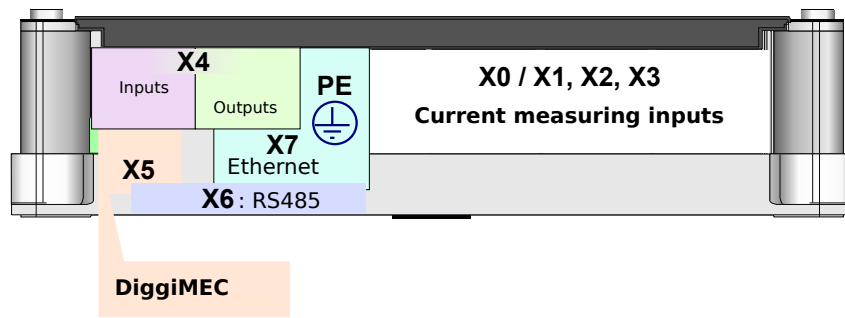 X4
Inputs
Outputs
PE
X0 / X1, X2, X3
Current measuring inputs
X7
Ethernet
X5
X6 : RS485
DiggiMEC